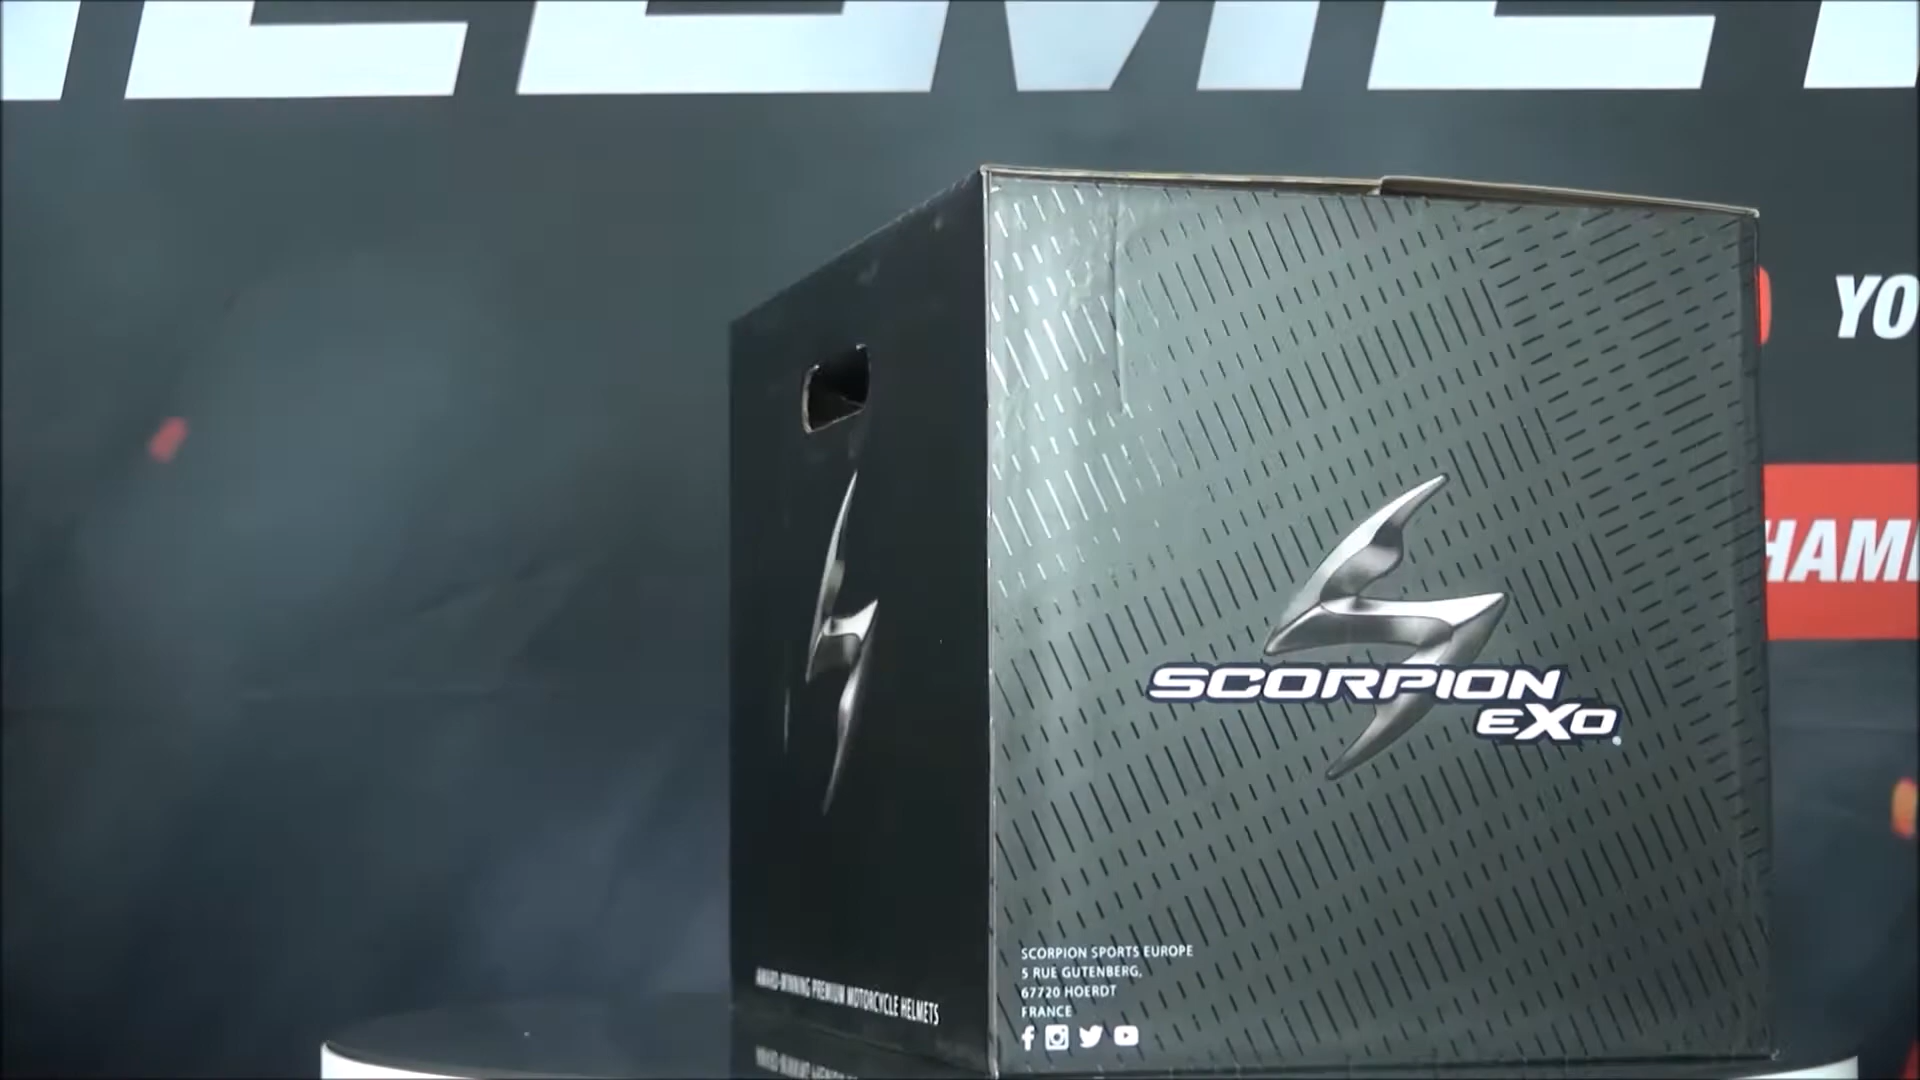 YO
HAM
SCORPION
EXO
AWARD-WINNING PREMIUM MOTORCYCLE HELMETS
SCORPION SPORTS EUROPE
5 RUE GUTENBERG,
67720 HOERDT
FRANCE